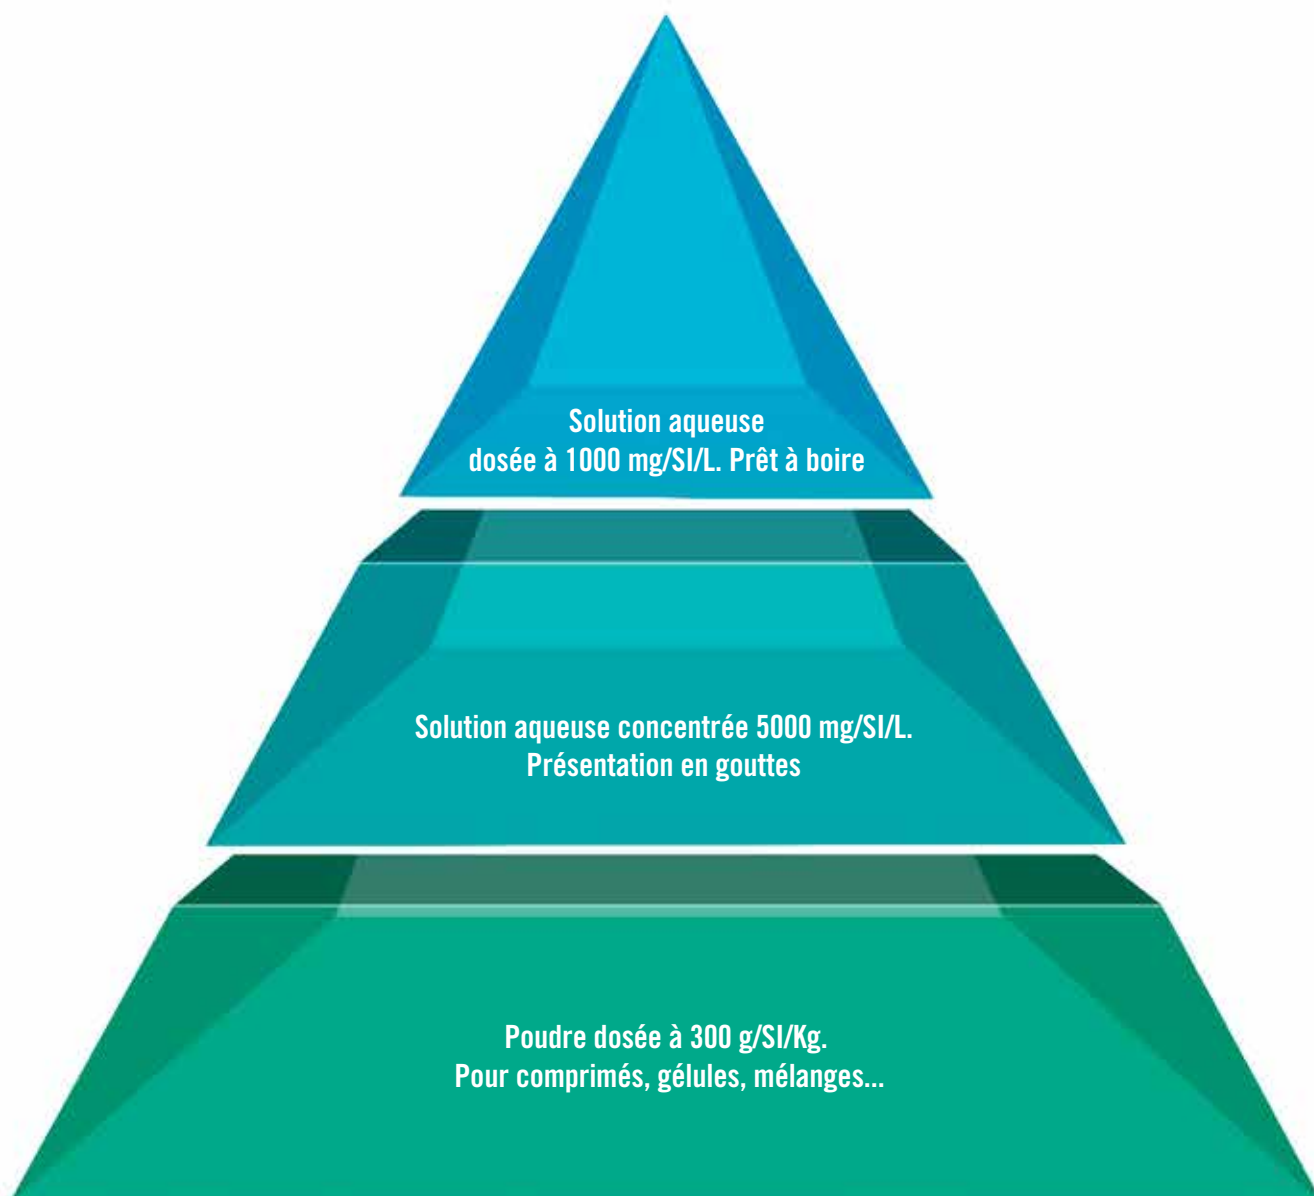 Solution aqueuse
dosée à 1000 mg/SI/L. Prêt à boire
Solution aqueuse concentrée 5000 mg/SI/L.
Présentation en gouttes
Poudre dosée à 300 g/SI/Kg.
Pour comprimés, gélules, mélanges...